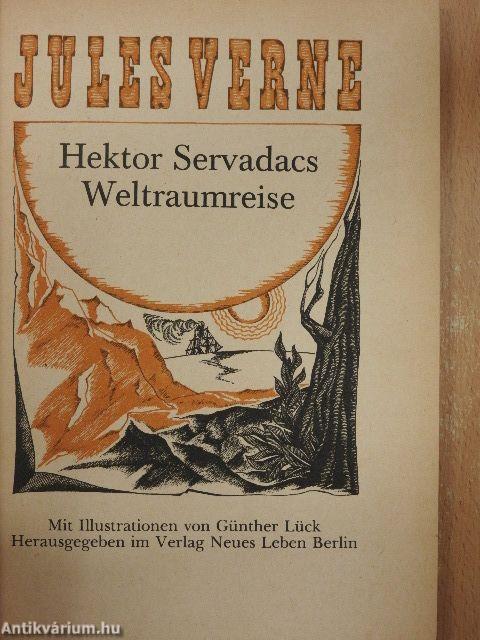 JULES VERNE
Hektor Servadacs
Weltraumreise
Mit Illustrationen von Günther Lück
Herausgegeben im Verlag Neues Leben Berlin
Antikvárium.hu